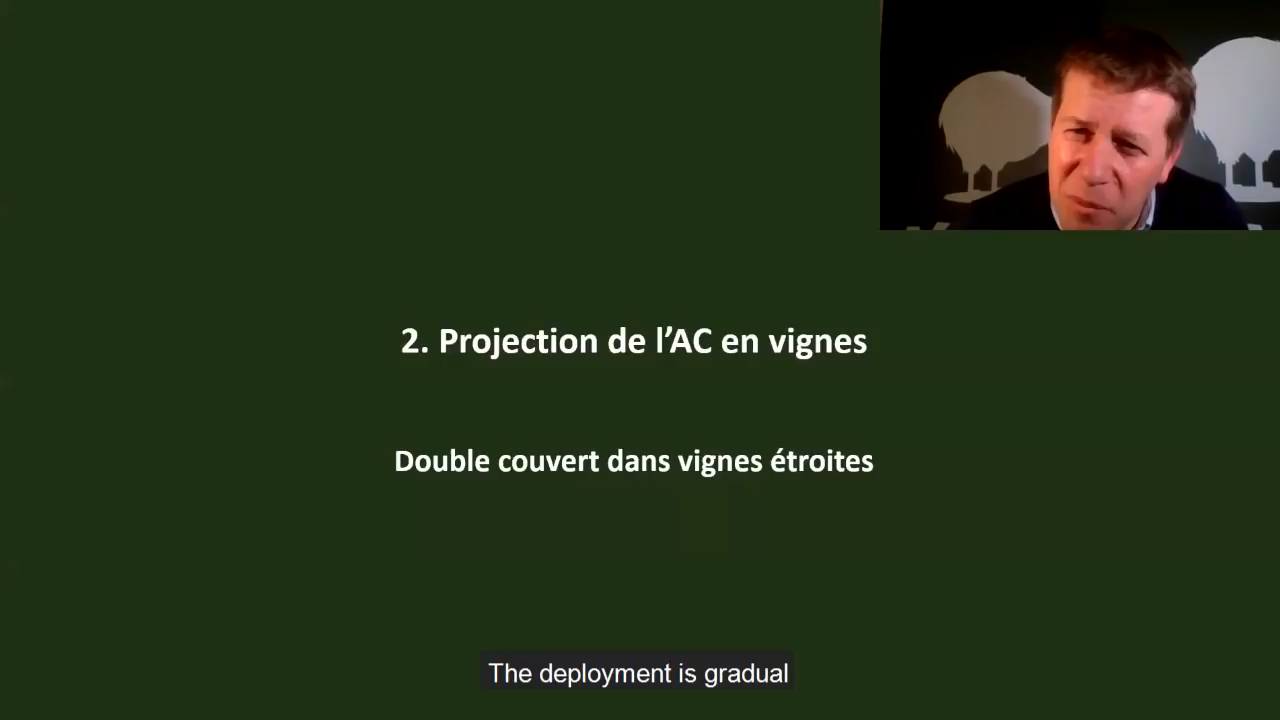 2. Projection de l’AC en vignes
Double couvert dans vignes étroites
The deployment is gradual